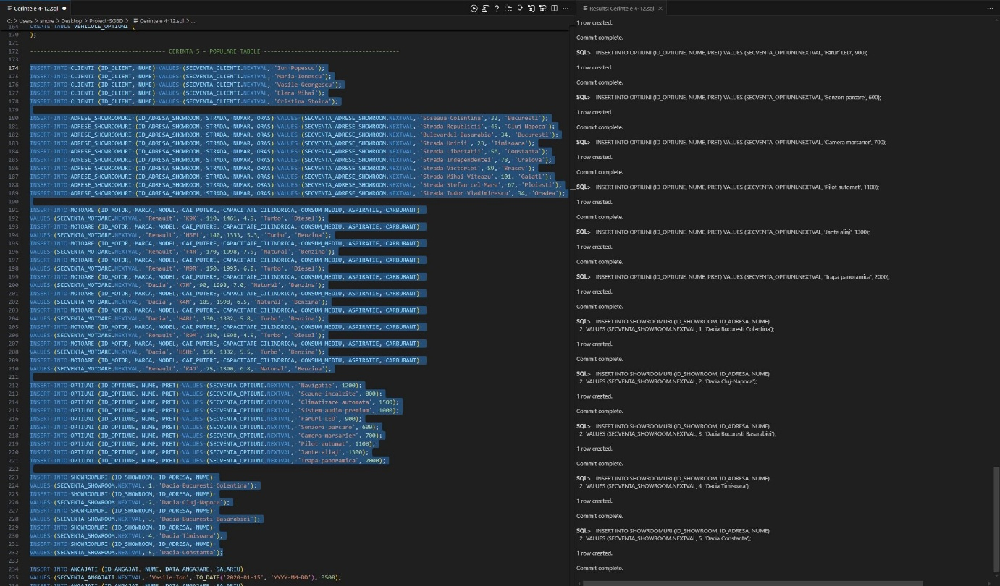 Cerintele 4-12.sql
C: > Users > andre > Desktop > Proiect-SGBD > Cerintele 4-12.sql > ...
164 CREATE TABLE VEHICULE_OPTIUNI (
170 );
171
172 ---------------------------------------- CERINTA 5 - POPULARE TABELE ----------------------------------------
173
174 INSERT INTO CLIENTI (ID_CLIENT, NUME) VALUES (SECVENTA_CLIENTI.NEXTVAL, 'Ion Popescu');
175 INSERT INTO CLIENTI (ID_CLIENT, NUME) VALUES (SECVENTA_CLIENTI.NEXTVAL, 'Maria Ionescu');
176 INSERT INTO CLIENTI (ID_CLIENT, NUME) VALUES (SECVENTA_CLIENTI.NEXTVAL, 'Vasile Georgescu');
177 INSERT INTO CLIENTI (ID_CLIENT, NUME) VALUES (SECVENTA_CLIENTI.NEXTVAL, 'Elena Mihai');
178 INSERT INTO CLIENTI (ID_CLIENT, NUME) VALUES (SECVENTA_CLIENTI.NEXTVAL, 'Cristina Stoica');
179
180 INSERT INTO ADRESE_SHOWROOMURI (ID_ADRESA_SHOWROOM, STRADA, NUMAR, ORAS) VALUES (SECVENTA_ADRESE_SHOWROOM.NEXTVAL, 'Soseaua Colentina', 33, 'Bucuresti');
181 INSERT INTO ADRESE_SHOWROOMURI (ID_ADRESA_SHOWROOM, STRADA, NUMAR, ORAS) VALUES (SECVENTA_ADRESE_SHOWROOM.NEXTVAL, 'Strada Republicii', 45, 'Cluj-Napoca');
182 INSERT INTO ADRESE_SHOWROOMURI (ID_ADRESA_SHOWROOM, STRADA, NUMAR, ORAS) VALUES (SECVENTA_ADRESE_SHOWROOM.NEXTVAL, 'Bulevardul Basarabia', 34, 'Bucuresti');
183 INSERT INTO ADRESE_SHOWROOMURI (ID_ADRESA_SHOWROOM, STRADA, NUMAR, ORAS) VALUES (SECVENTA_ADRESE_SHOWROOM.NEXTVAL, 'Strada Unirii', 23, 'Timisoara');
184 INSERT INTO ADRESE_SHOWROOMURI (ID_ADRESA_SHOWROOM, STRADA, NUMAR, ORAS) VALUES (SECVENTA_ADRESE_SHOWROOM.NEXTVAL, 'Strada Libertatii', 56, 'Constanta');
185 INSERT INTO ADRESE_SHOWROOMURI (ID_ADRESA_SHOWROOM, STRADA, NUMAR, ORAS) VALUES (SECVENTA_ADRESE_SHOWROOM.NEXTVAL, 'Strada Independentei', 78, 'Craiova');
186 INSERT INTO ADRESE_SHOWROOMURI (ID_ADRESA_SHOWROOM, STRADA, NUMAR, ORAS) VALUES (SECVENTA_ADRESE_SHOWROOM.NEXTVAL, 'Strada Victoriei', 89, 'Brasov');
187 INSERT INTO ADRESE_SHOWROOMURI (ID_ADRESA_SHOWROOM, STRADA, NUMAR, ORAS) VALUES (SECVENTA_ADRESE_SHOWROOM.NEXTVAL, 'Strada Mihai Viteazu', 101, 'Galati');
188 INSERT INTO ADRESE_SHOWROOMURI (ID_ADRESA_SHOWROOM, STRADA, NUMAR, ORAS) VALUES (SECVENTA_ADRESE_SHOWROOM.NEXTVAL, 'Strada Stefan cel Mare', 67, 'Ploiesti');
189 INSERT INTO ADRESE_SHOWROOMURI (ID_ADRESA_SHOWROOM, STRADA, NUMAR, ORAS) VALUES (SECVENTA_ADRESE_SHOWROOM.NEXTVAL, 'Strada Tudor Vladimirescu', 34, 'Oradea');
190
191 INSERT INTO MOTOARE (ID_MOTOR, MARCA, MODEL, CAI_PUTERE, CAPACITATE_CILINDRICA, CONSUM_MEDIU, ASPIRATIE, CARBURANT)
192 VALUES (SECVENTA_MOTOARE.NEXTVAL, 'Renault', 'K9K', 110, 1461, 4.8, 'Turbo', 'Diesel');
193 INSERT INTO MOTOARE (ID_MOTOR, MARCA, MODEL, CAI_PUTERE, CAPACITATE_CILINDRICA, CONSUM_MEDIU, ASPIRATIE, CARBURANT)
194 VALUES (SECVENTA_MOTOARE.NEXTVAL, 'Renault', 'H5Ft', 140, 1333, 5.3, 'Turbo', 'Benzina');
195 INSERT INTO MOTOARE (ID_MOTOR, MARCA, MODEL, CAI_PUTERE, CAPACITATE_CILINDRICA, CONSUM_MEDIU, ASPIRATIE, CARBURANT)
196 VALUES (SECVENTA_MOTOARE.NEXTVAL, 'Renault', 'F4R', 170, 1998, 7.5, 'Natural', 'Benzina');
197 INSERT INTO MOTOARE (ID_MOTOR, MARCA, MODEL, CAI_PUTERE, CAPACITATE_CILINDRICA, CONSUM_MEDIU, ASPIRATIE, CARBURANT)
198 VALUES (SECVENTA_MOTOARE.NEXTVAL, 'Renault', 'M9R', 150, 1995, 6.0, 'Turbo', 'Diesel');
199 INSERT INTO MOTOARE (ID_MOTOR, MARCA, MODEL, CAI_PUTERE, CAPACITATE_CILINDRICA, CONSUM_MEDIU, ASPIRATIE, CARBURANT)
200 VALUES (SECVENTA_MOTOARE.NEXTVAL, 'Dacia', 'K7M', 90, 1598, 7.0, 'Natural', 'Benzina');
201 INSERT INTO MOTOARE (ID_MOTOR, MARCA, MODEL, CAI_PUTERE, CAPACITATE_CILINDRICA, CONSUM_MEDIU, ASPIRATIE, CARBURANT)
202 VALUES (SECVENTA_MOTOARE.NEXTVAL, 'Dacia', 'K4M', 105, 1598, 6.5, 'Natural', 'Benzina');
203 INSERT INTO MOTOARE (ID_MOTOR, MARCA, MODEL, CAI_PUTERE, CAPACITATE_CILINDRICA, CONSUM_MEDIU, ASPIRATIE, CARBURANT)
204 VALUES (SECVENTA_MOTOARE.NEXTVAL, 'Dacia', 'H4Bt', 130, 1332, 5.8, 'Turbo', 'Benzina');
205 INSERT INTO MOTOARE (ID_MOTOR, MARCA, MODEL, CAI_PUTERE, CAPACITATE_CILINDRICA, CONSUM_MEDIU, ASPIRATIE, CARBURANT)
206 VALUES (SECVENTA_MOTOARE.NEXTVAL, 'Renault', 'R9M', 130, 1598, 4.5, 'Turbo', 'Diesel');
207 INSERT INTO MOTOARE (ID_MOTOR, MARCA, MODEL, CAI_PUTERE, CAPACITATE_CILINDRICA, CONSUM_MEDIU, ASPIRATIE, CARBURANT)
208 VALUES (SECVENTA_MOTOARE.NEXTVAL, 'Dacia', 'H5Ht', 150, 1332, 5.5, 'Turbo', 'Benzina');
209 INSERT INTO MOTOARE (ID_MOTOR, MARCA, MODEL, CAI_PUTERE, CAPACITATE_CILINDRICA, CONSUM_MEDIU, ASPIRATIE, CARBURANT)
210 VALUES (SECVENTA_MOTOARE.NEXTVAL, 'Renault', 'K4J', 75, 1390, 6.8, 'Natural', 'Benzina');
211
212 INSERT INTO OPTIUNI (ID_OPTIUNE, NUME, PRET) VALUES (SECVENTA_OPTIUNI.NEXTVAL, 'Navigatie', 1200);
213 INSERT INTO OPTIUNI (ID_OPTIUNE, NUME, PRET) VALUES (SECVENTA_OPTIUNI.NEXTVAL, 'Scaune incalzite', 800);
214 INSERT INTO OPTIUNI (ID_OPTIUNE, NUME, PRET) VALUES (SECVENTA_OPTIUNI.NEXTVAL, 'Climatizare automata', 1500);
215 INSERT INTO OPTIUNI (ID_OPTIUNE, NUME, PRET) VALUES (SECVENTA_OPTIUNI.NEXTVAL, 'Sistem audio premium', 1000);
216 INSERT INTO OPTIUNI (ID_OPTIUNE, NUME, PRET) VALUES (SECVENTA_OPTIUNI.NEXTVAL, 'Faruri LED', 900);
217 INSERT INTO OPTIUNI (ID_OPTIUNE, NUME, PRET) VALUES (SECVENTA_OPTIUNI.NEXTVAL, 'Senzori parcare', 600);
218 INSERT INTO OPTIUNI (ID_OPTIUNE, NUME, PRET) VALUES (SECVENTA_OPTIUNI.NEXTVAL, 'Camera marsarier', 700);
219 INSERT INTO OPTIUNI (ID_OPTIUNE, NUME, PRET) VALUES (SECVENTA_OPTIUNI.NEXTVAL, 'Pilot automat', 1100);
220 INSERT INTO OPTIUNI (ID_OPTIUNE, NUME, PRET) VALUES (SECVENTA_OPTIUNI.NEXTVAL, 'Jante aliaj', 1300);
221 INSERT INTO OPTIUNI (ID_OPTIUNE, NUME, PRET) VALUES (SECVENTA_OPTIUNI.NEXTVAL, 'Trapa panoramica', 2000);
222
223 INSERT INTO SHOWROOMURI (ID_SHOWROOM, ID_ADRESA, NUME)
224 VALUES (SECVENTA_SHOWROOM.NEXTVAL, 1, 'Dacia Bucuresti Colentina');
225 INSERT INTO SHOWROOMURI (ID_SHOWROOM, ID_ADRESA, NUME)
226 VALUES (SECVENTA_SHOWROOM.NEXTVAL, 2, 'Dacia Cluj-Napoca');
227 INSERT INTO SHOWROOMURI (ID_SHOWROOM, ID_ADRESA, NUME)
228 VALUES (SECVENTA_SHOWROOM.NEXTVAL, 3, 'Dacia Bucuresti Basarabiei');
229 INSERT INTO SHOWROOMURI (ID_SHOWROOM, ID_ADRESA, NUME)
230 VALUES (SECVENTA_SHOWROOM.NEXTVAL, 4, 'Dacia Timisoara');
231 INSERT INTO SHOWROOMURI (ID_SHOWROOM, ID_ADRESA, NUME)
232 VALUES (SECVENTA_SHOWROOM.NEXTVAL, 5, 'Dacia Constanta');
233
234 INSERT INTO ANGAJATI (ID_ANGAJAT, NUME, DATA_ANGAJARE, SALARIU)
235 VALUES (SECVENTA_ANGAJATI.NEXTVAL, 'Vasile Ion', TO_DATE('2020-01-15', 'YYYY-MM-DD'), 3500);
236 INSERT INTO ANGAJATI (ID_ANGAJAT, NUME, DATA_ANGAJARE, SALARIU)
Results: Cerintele 4-12.sql
1 row created.
Commit complete.
SQL> INSERT INTO OPTIUNI (ID_OPTIUNE, NUME, PRET) VALUES (SECVENTA_OPTIUNI.NEXTVAL, 'Faruri LED', 900);
1 row created.
Commit complete.
SQL> INSERT INTO OPTIUNI (ID_OPTIUNE, NUME, PRET) VALUES (SECVENTA_OPTIUNI.NEXTVAL, 'Senzori parcare', 600);
1 row created.
Commit complete.
SQL> INSERT INTO OPTIUNI (ID_OPTIUNE, NUME, PRET) VALUES (SECVENTA_OPTIUNI.NEXTVAL, 'Camera marsarier', 700);
1 row created.
Commit complete.
SQL> INSERT INTO OPTIUNI (ID_OPTIUNE, NUME, PRET) VALUES (SECVENTA_OPTIUNI.NEXTVAL, 'Pilot automat', 1100);
1 row created.
Commit complete.
SQL> INSERT INTO OPTIUNI (ID_OPTIUNE, NUME, PRET) VALUES (SECVENTA_OPTIUNI.NEXTVAL, 'Jante aliaj', 1300);
1 row created.
Commit complete.
SQL> INSERT INTO OPTIUNI (ID_OPTIUNE, NUME, PRET) VALUES (SECVENTA_OPTIUNI.NEXTVAL, 'Trapa panoramica', 2000);
1 row created.
Commit complete.
SQL> INSERT INTO SHOWROOMURI (ID_SHOWROOM, ID_ADRESA, NUME)
2 VALUES (SECVENTA_SHOWROOM.NEXTVAL, 1, 'Dacia Bucuresti Colentina');
1 row created.
Commit complete.
SQL> INSERT INTO SHOWROOMURI (ID_SHOWROOM, ID_ADRESA, NUME)
2 VALUES (SECVENTA_SHOWROOM.NEXTVAL, 2, 'Dacia Cluj-Napoca');
1 row created.
Commit complete.
SQL> INSERT INTO SHOWROOMURI (ID_SHOWROOM, ID_ADRESA, NUME)
2 VALUES (SECVENTA_SHOWROOM.NEXTVAL, 3, 'Dacia Bucuresti Basarabiei');
1 row created.
Commit complete.
SQL> INSERT INTO SHOWROOMURI (ID_SHOWROOM, ID_ADRESA, NUME)
2 VALUES (SECVENTA_SHOWROOM.NEXTVAL, 4, 'Dacia Timisoara');
1 row created.
Commit complete.
SQL> INSERT INTO SHOWROOMURI (ID_SHOWROOM, ID_ADRESA, NUME)
2 VALUES (SECVENTA_SHOWROOM.NEXTVAL, 5, 'Dacia Constanta');
1 row created.
Commit complete.